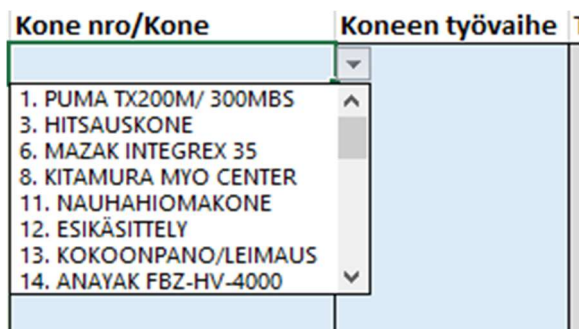 Kone nro/Kone Koneen työvaihe
1. PUMA TX200M/ 300MBS
3. HITSAUSKONE
6. MAZAK INTEGREX 35
8. KITAMURA MYO CENTER
11. NAUHAHIOMAKONE
12. ESIKÄSITTELY
13. KOKOONPANO/LEIMAUS
14. ANAYAK FBZ-HV-4000